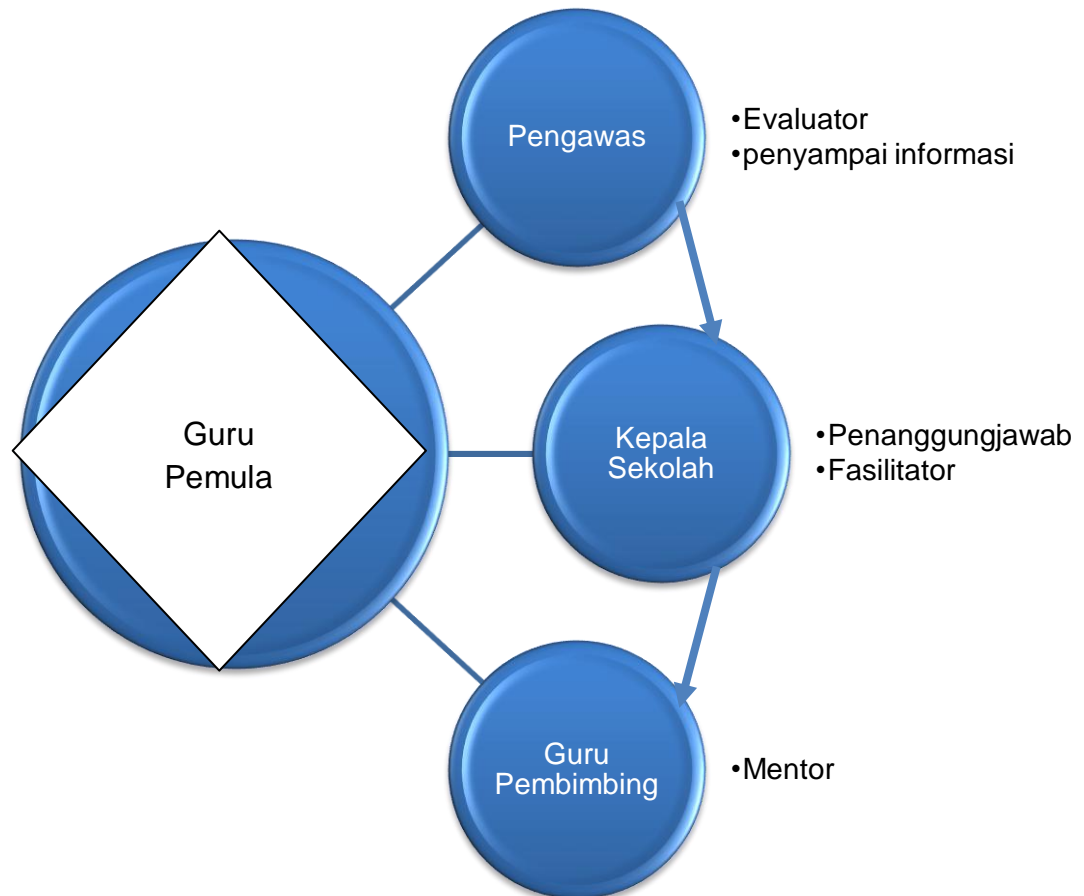 Pengawas
•Evaluator
•penyampai informasi
Guru
Pemula
Kepala
Sekolah
•Penanggungjawab
•Fasilitator
Guru
Pembimbing
•Mentor